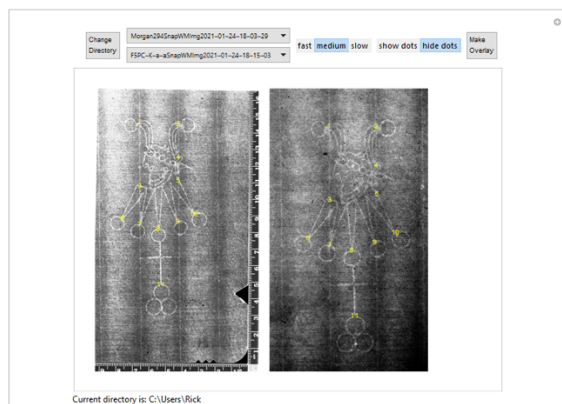 Change
Directory
Morgan294SnapWMImg2021-01-24-18-03-29
FSPC-K-a-aSnapWMImg2021-01-24-18-15-03
fast medium slow
show dots hide dots
Make
Overlay
Current directory is: C:\Users\Rick